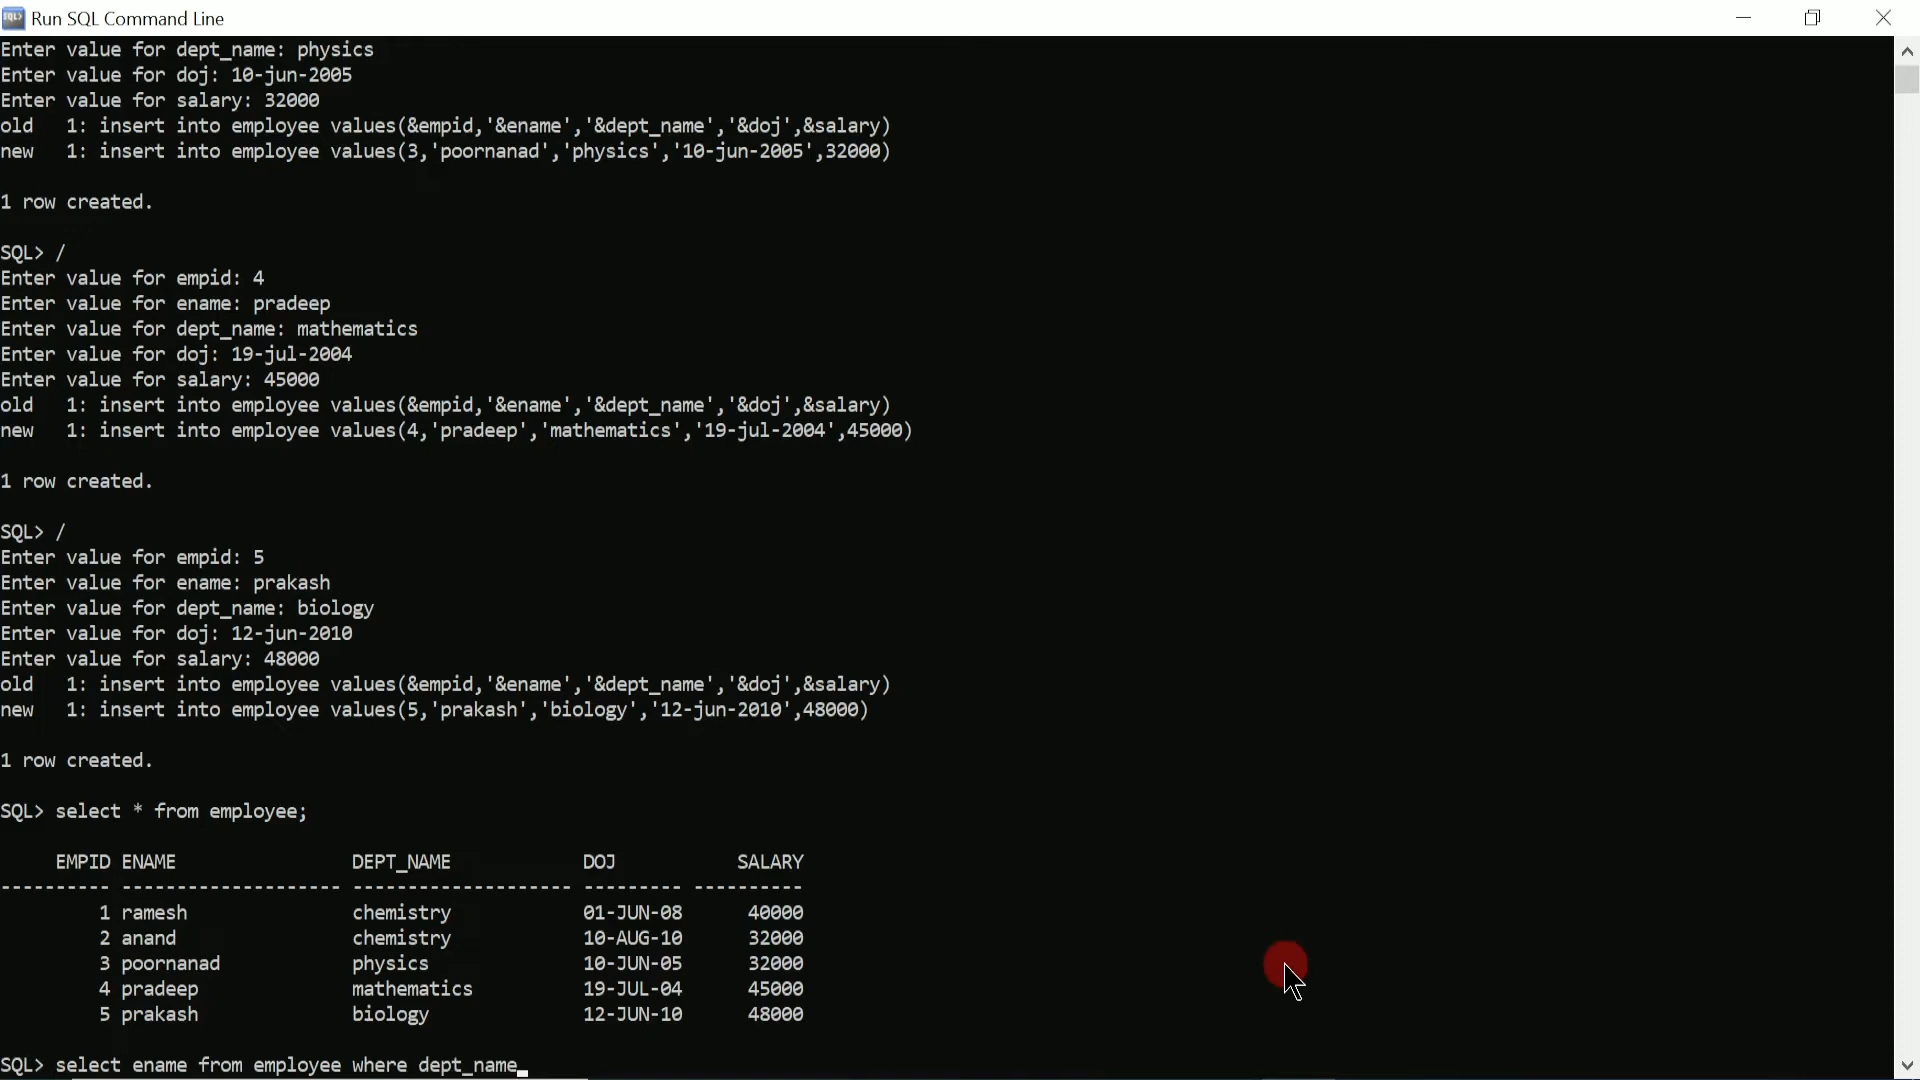 Run SQL Command Line
Enter value for dept_name: physics
Enter value for doj: 10-jun-2005
Enter value for salary: 32000
old   1: insert into employee values(&empid,'&ename','&dept_name','&doj',&salary)
new   1: insert into employee values(3,'poornanad','physics','10-jun-2005',32000)
1 row created.
SQL> /
Enter value for empid: 4
Enter value for ename: pradeep
Enter value for dept_name: mathematics
Enter value for doj: 19-jul-2004
Enter value for salary: 45000
old   1: insert into employee values(&empid,'&ename','&dept_name','&doj',&salary)
new   1: insert into employee values(4,'pradeep','mathematics','19-jul-2004',45000)
1 row created.
SQL> /
Enter value for empid: 5
Enter value for ename: prakash
Enter value for dept_name: biology
Enter value for doj: 12-jun-2010
Enter value for salary: 48000
old   1: insert into employee values(&empid,'&ename','&dept_name','&doj',&salary)
new   1: insert into employee values(5,'prakash','biology','12-jun-2010',48000)
1 row created.
SQL> select * from employee;
EMPID ENAME                DEPT_NAME            DOJ           SALARY
---------- -------------------- -------------------- --------- ----------
1 ramesh               chemistry            01-JUN-08      40000
2 anand                chemistry            10-AUG-10      32000
3 poornanad            physics              10-JUN-05      32000
4 pradeep              mathematics          19-JUL-04      45000
5 prakash              biology              12-JUN-10      48000
SQL> select ename from employee where dept_name